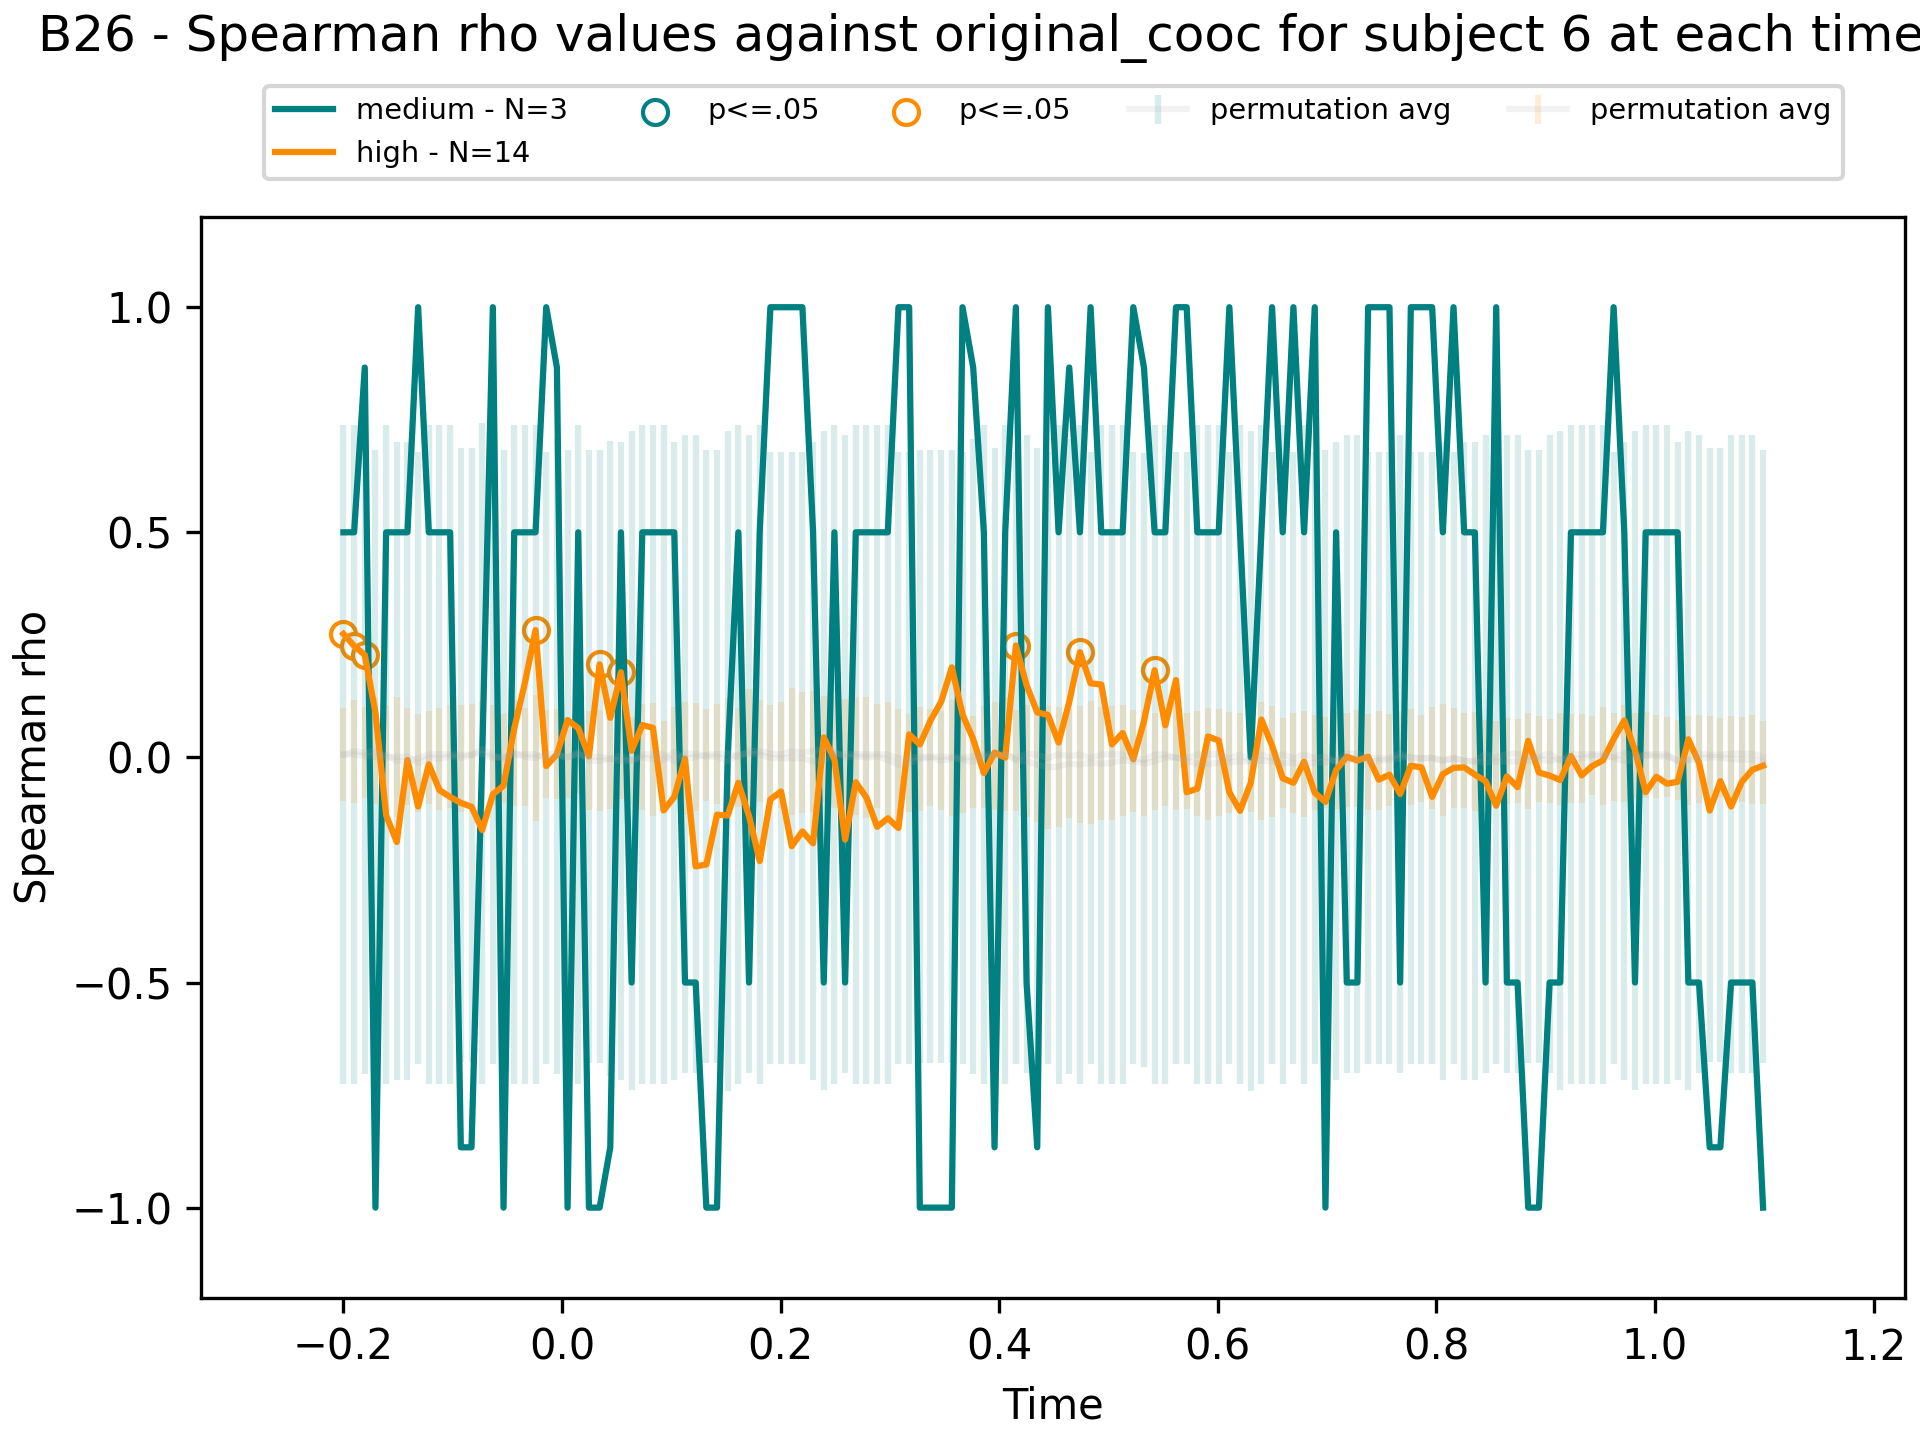 B26 - Spearman rho values against original_cooc for subject 6 at each time
medium - N=3
high - N=14
p<=.05
p<=.05
permutation avg
permutation avg
Spearman rho
1.0
0.5
0.0
−0.5
−1.0
−0.2 0.0 0.2 0.4 0.6 0.8 1.0 1.2
Time